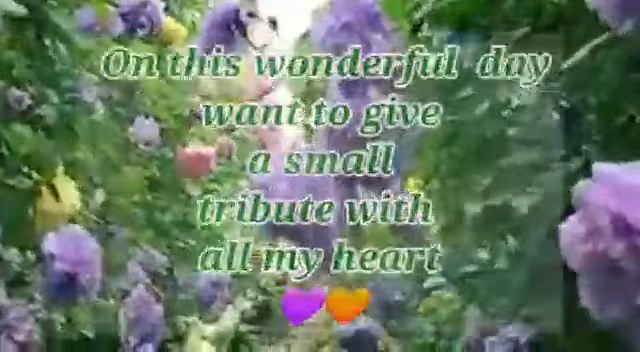 On this wonderful day
want to give
a small
tribute with
all my heart
💜🧡